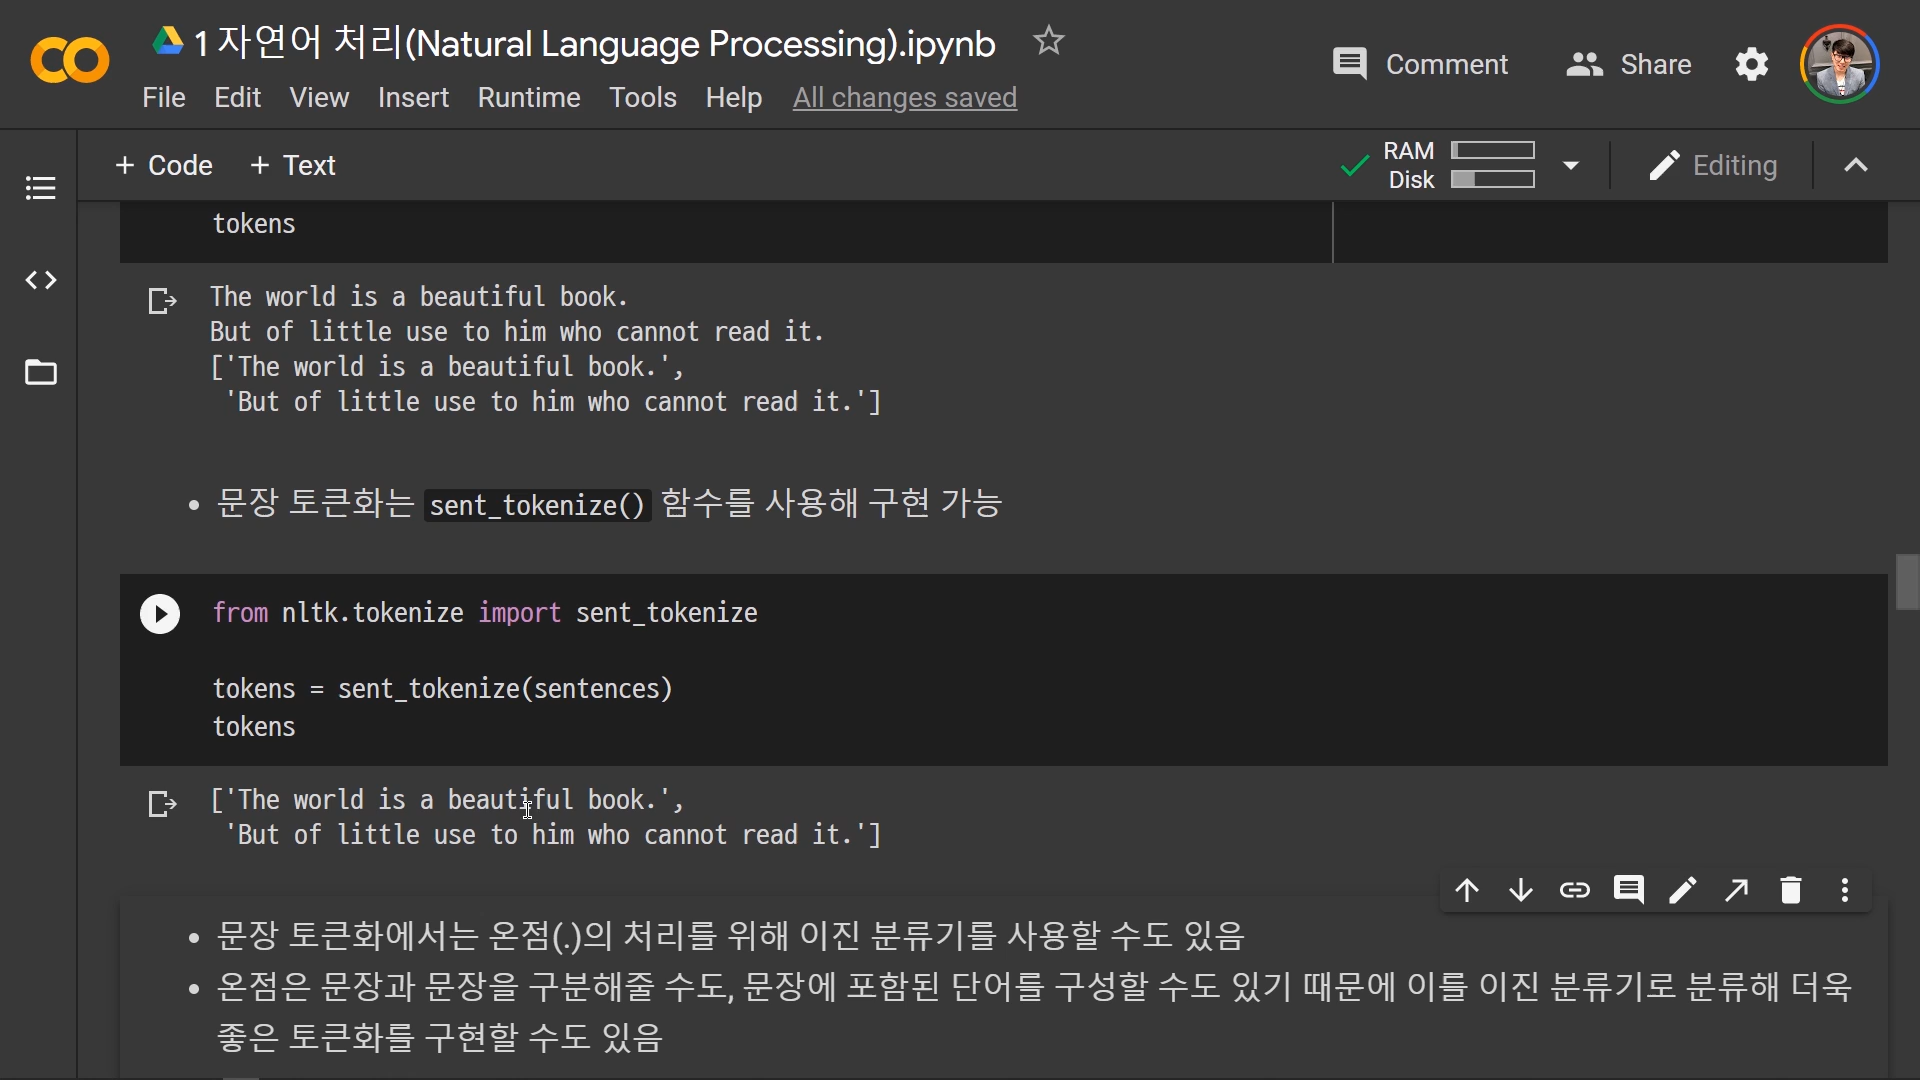 1 자연어 처리(Natural Language Processing).ipynb
File Edit View Insert Runtime Tools Help All changes saved
Comment
Share
+ Code + Text
RAM
Disk
Editing
tokens
The world is a beautiful book.
But of little use to him who cannot read it.
['The world is a beautiful book.',
'But of little use to him who cannot read it.']
• 문장 토큰화는 sent_tokenize() 함수를 사용해 구현 가능
from nltk.tokenize import sent_tokenize
tokens = sent_tokenize(sentences)
tokens
['The world is a beautiful book.',
'But of little use to him who cannot read it.']
• 문장 토큰화에서는 온점(.)의 처리를 위해 이진 분류기를 사용할 수도 있음
• 온점은 문장과 문장을 구분해줄 수도, 문장에 포함된 단어를 구성할 수도 있기 때문에 이를 이진 분류기로 분류해 더욱
좋은 토큰화를 구현할 수도 있음